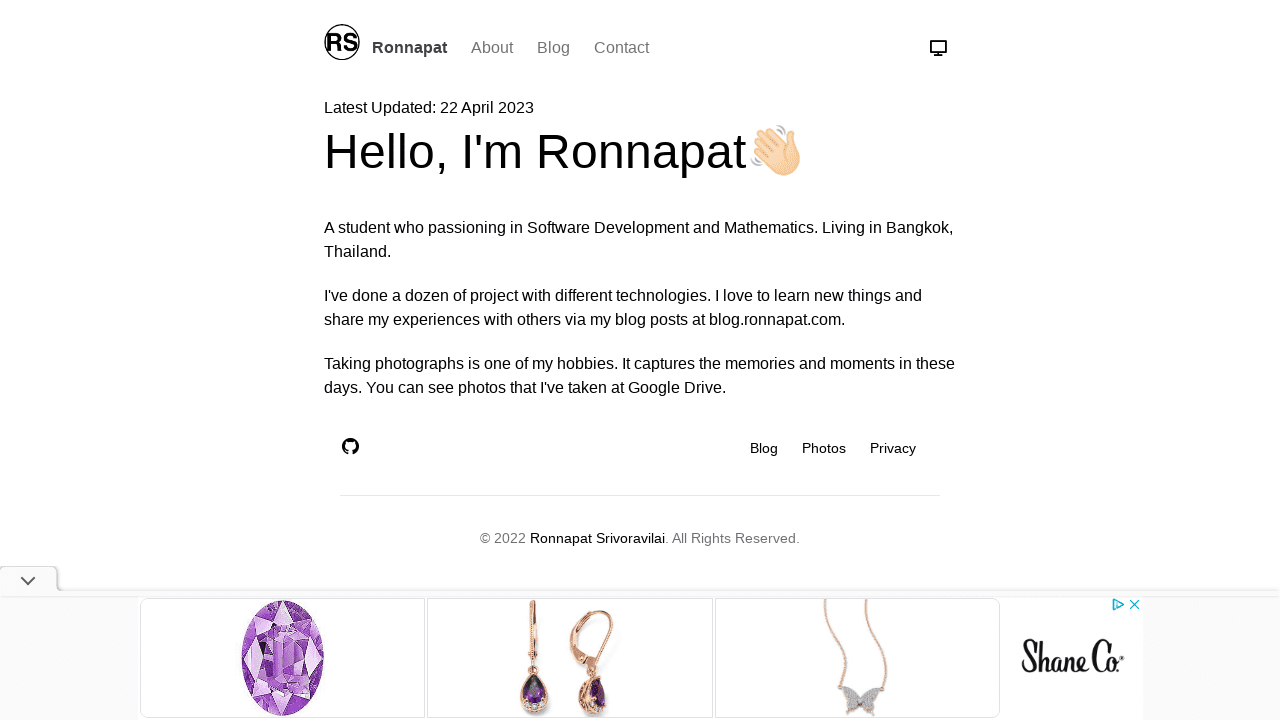 RS
Ronnapat About Blog Contact
Latest Updated: 22 April 2023
Hello, I'm Ronnapat👋🏻
A student who passioning in Software Development and Mathematics. Living in Bangkok,
Thailand.
I've done a dozen of project with different technologies. I love to learn new things and
share my experiences with others via my blog posts at blog.ronnapat.com.
Taking photographs is one of my hobbies. It captures the memories and moments in these
days. You can see photos that I've taken at Google Drive.
Blog Photos Privacy
© 2022 Ronnapat Srivoravilai. All Rights Reserved.
Shane Co.®